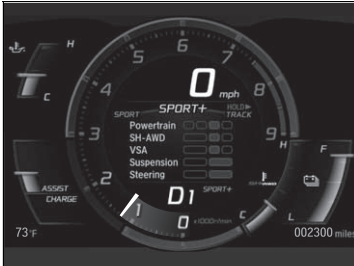 H
C
0 mph
SPORT+
SPORT
HOLD▶
TRACK
Powertrain
SH-AWD
VSA
Suspension
Steering
D1
SPORT+
1
2
3
4
5
6
7
8
9
0
x1000r/min
ASSIST
CHARGE
H
C
F
L
73°F
002300 miles